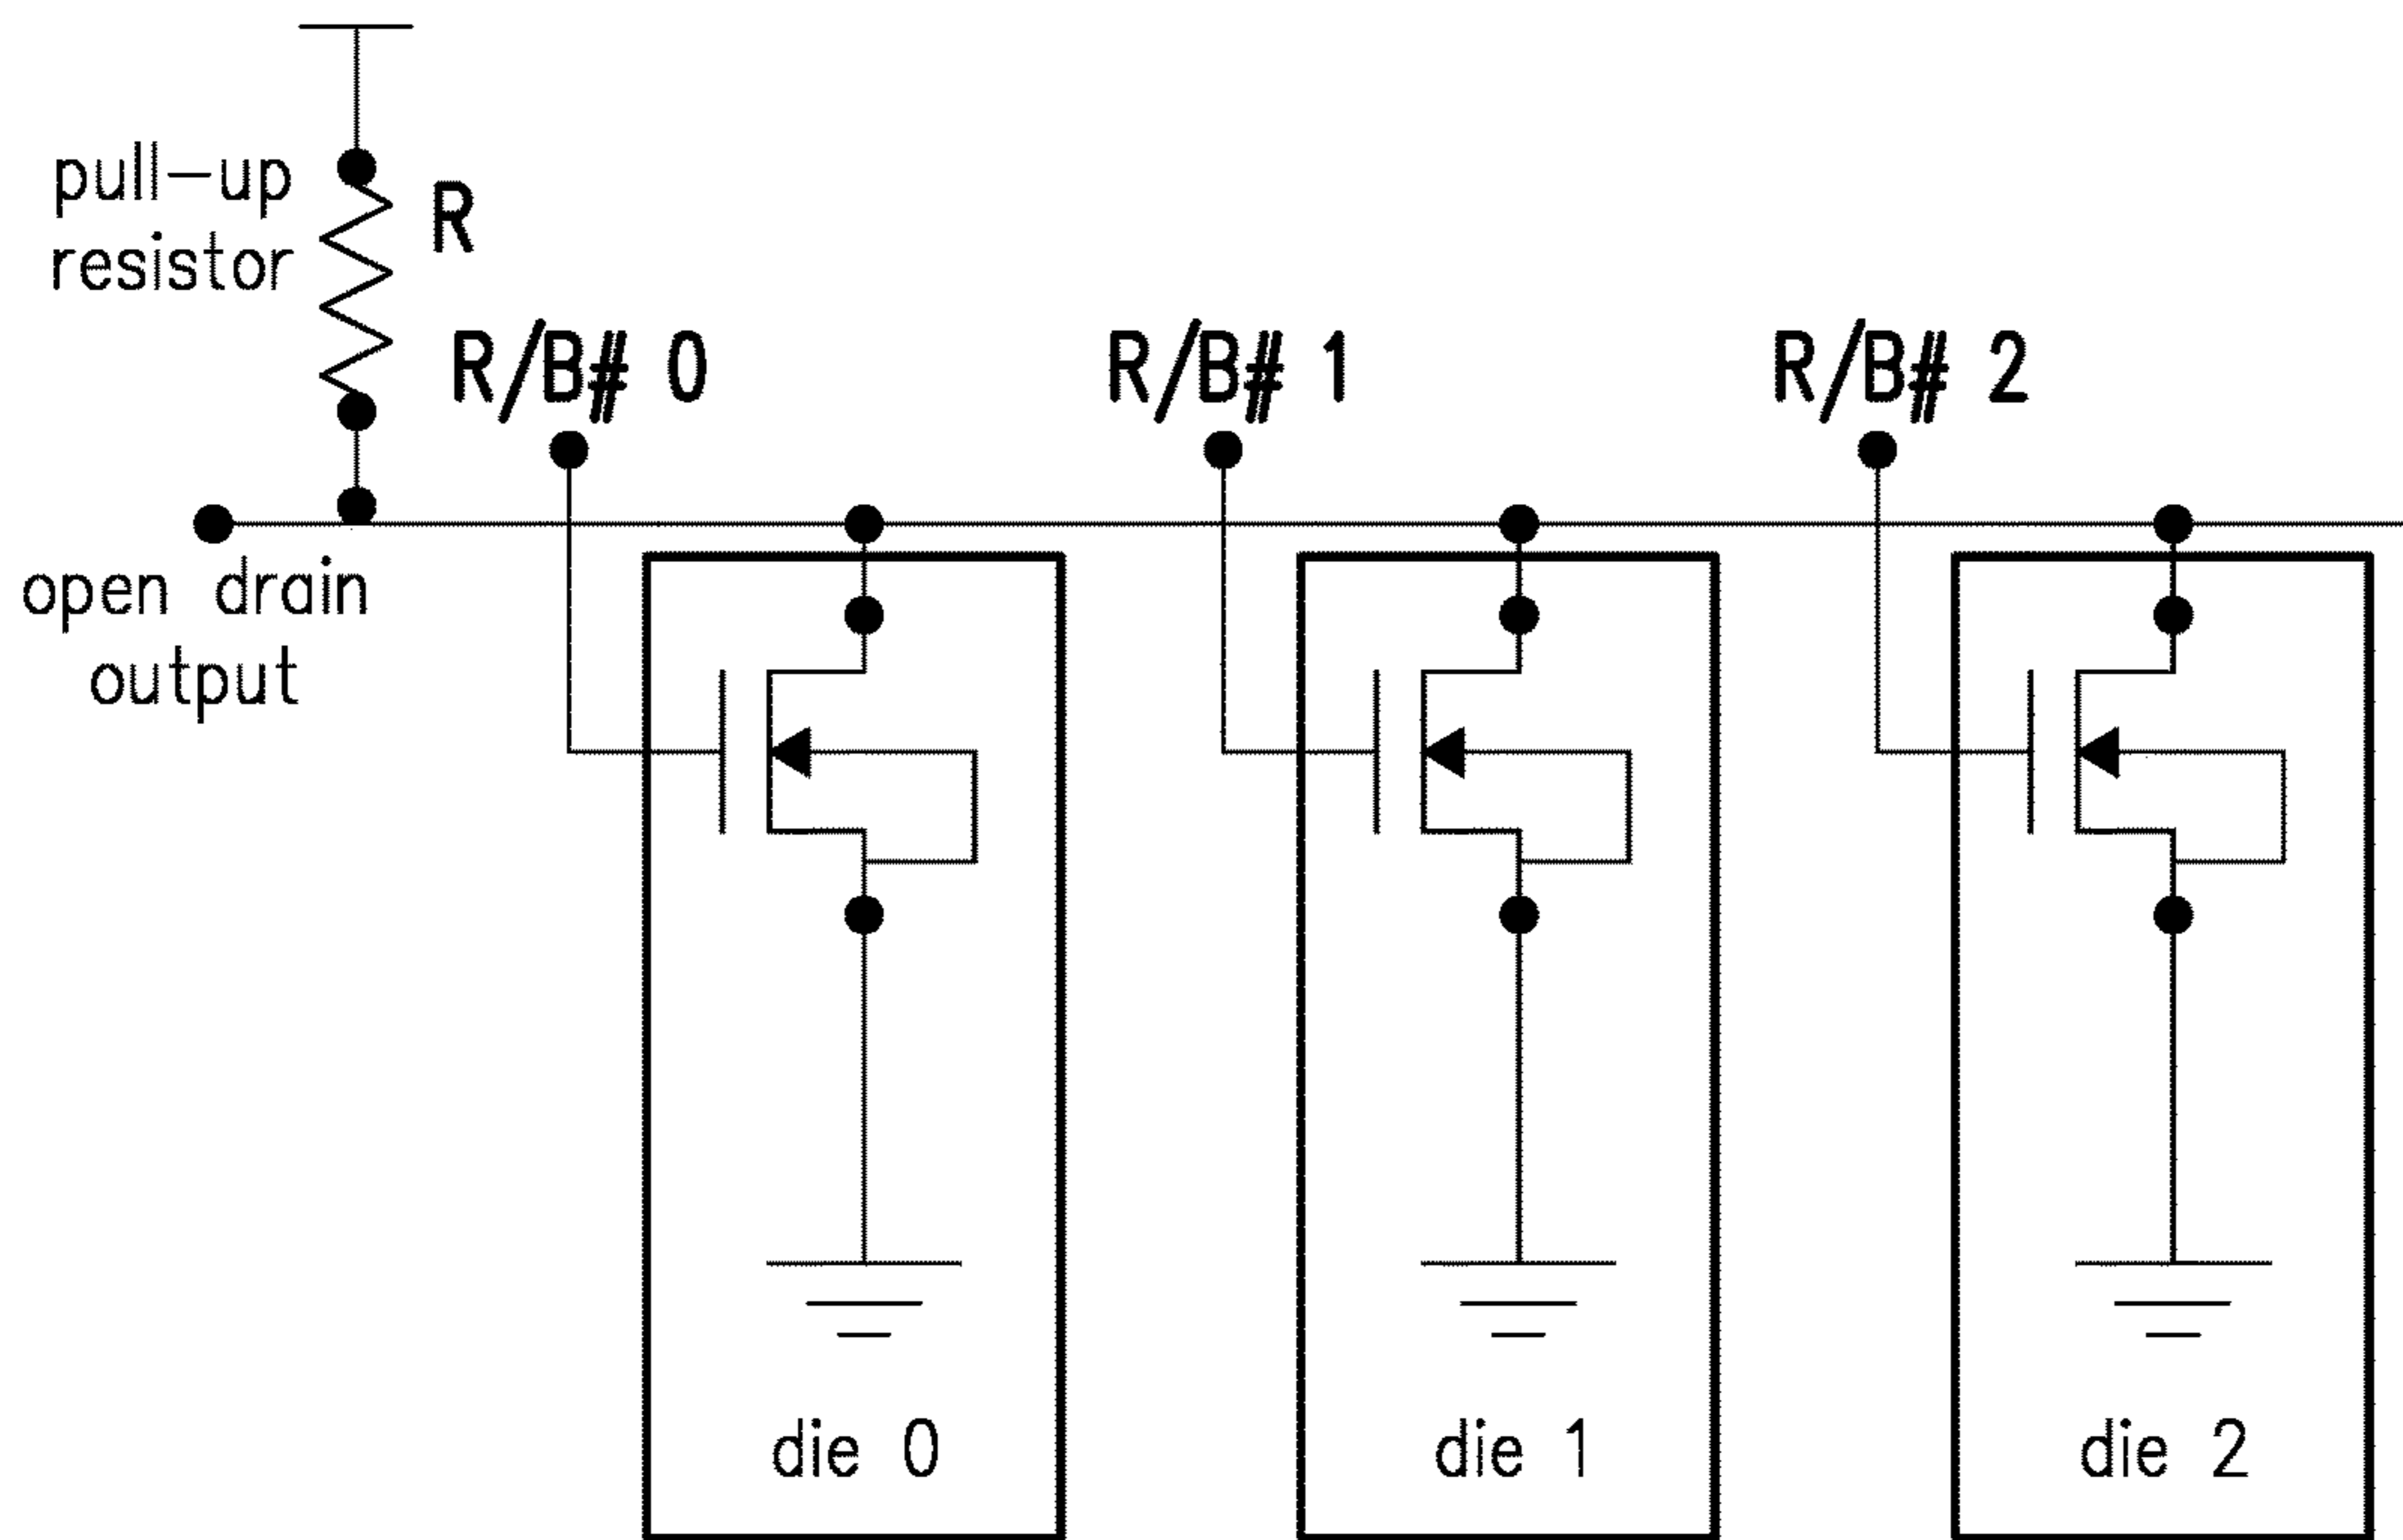 pull-up
resistor
R
R/B# 0
R/B# 1
R/B# 2
open drain
output
die 0
die 1
die 2